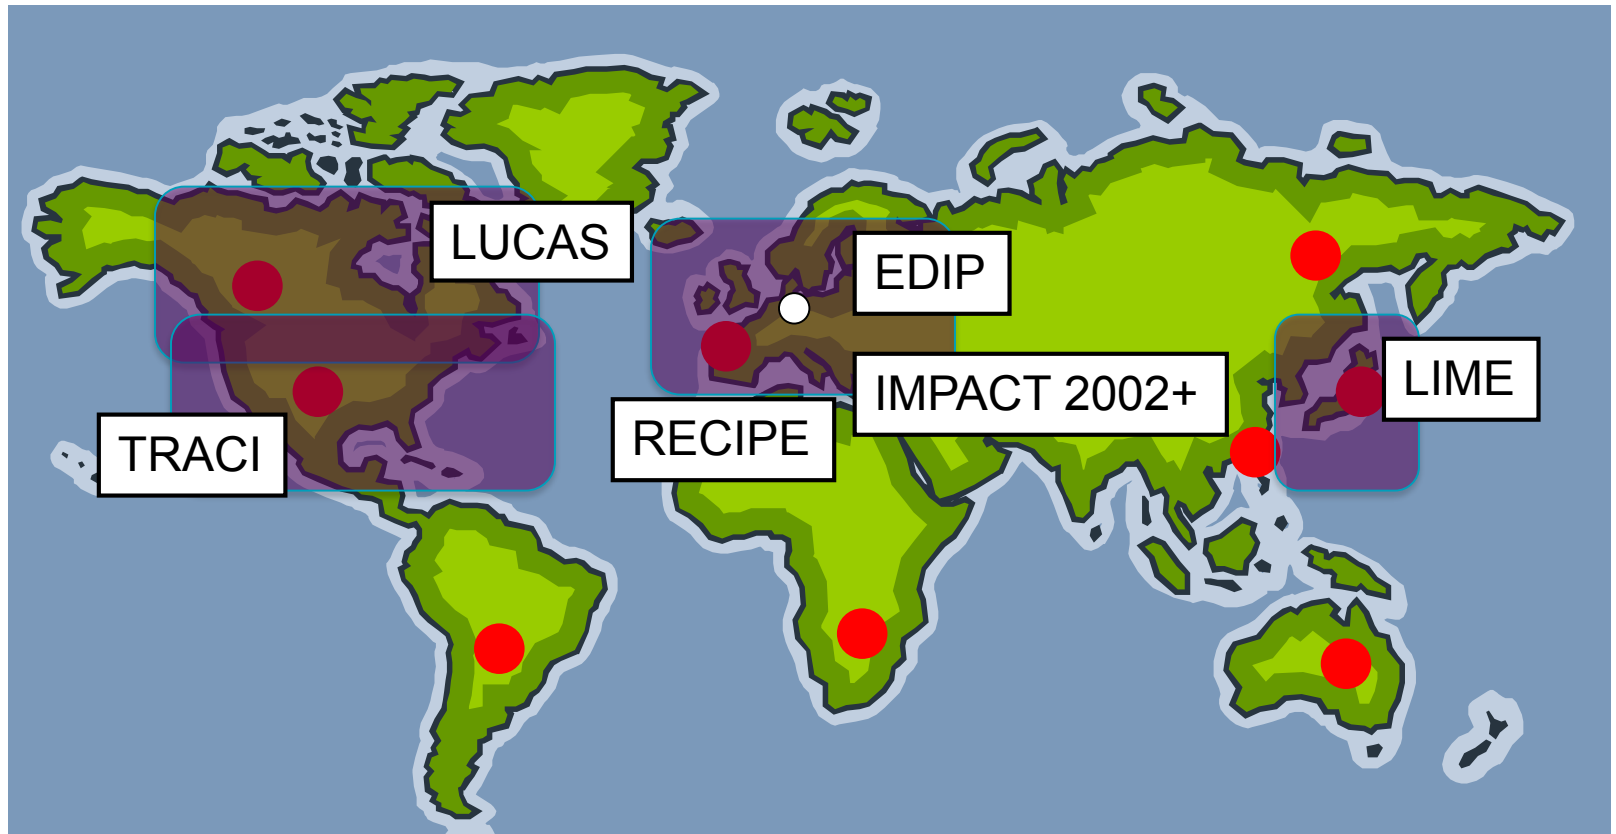 LUCAS
EDIP
LIME
IMPACT 2002+
RECIPE
TRACI